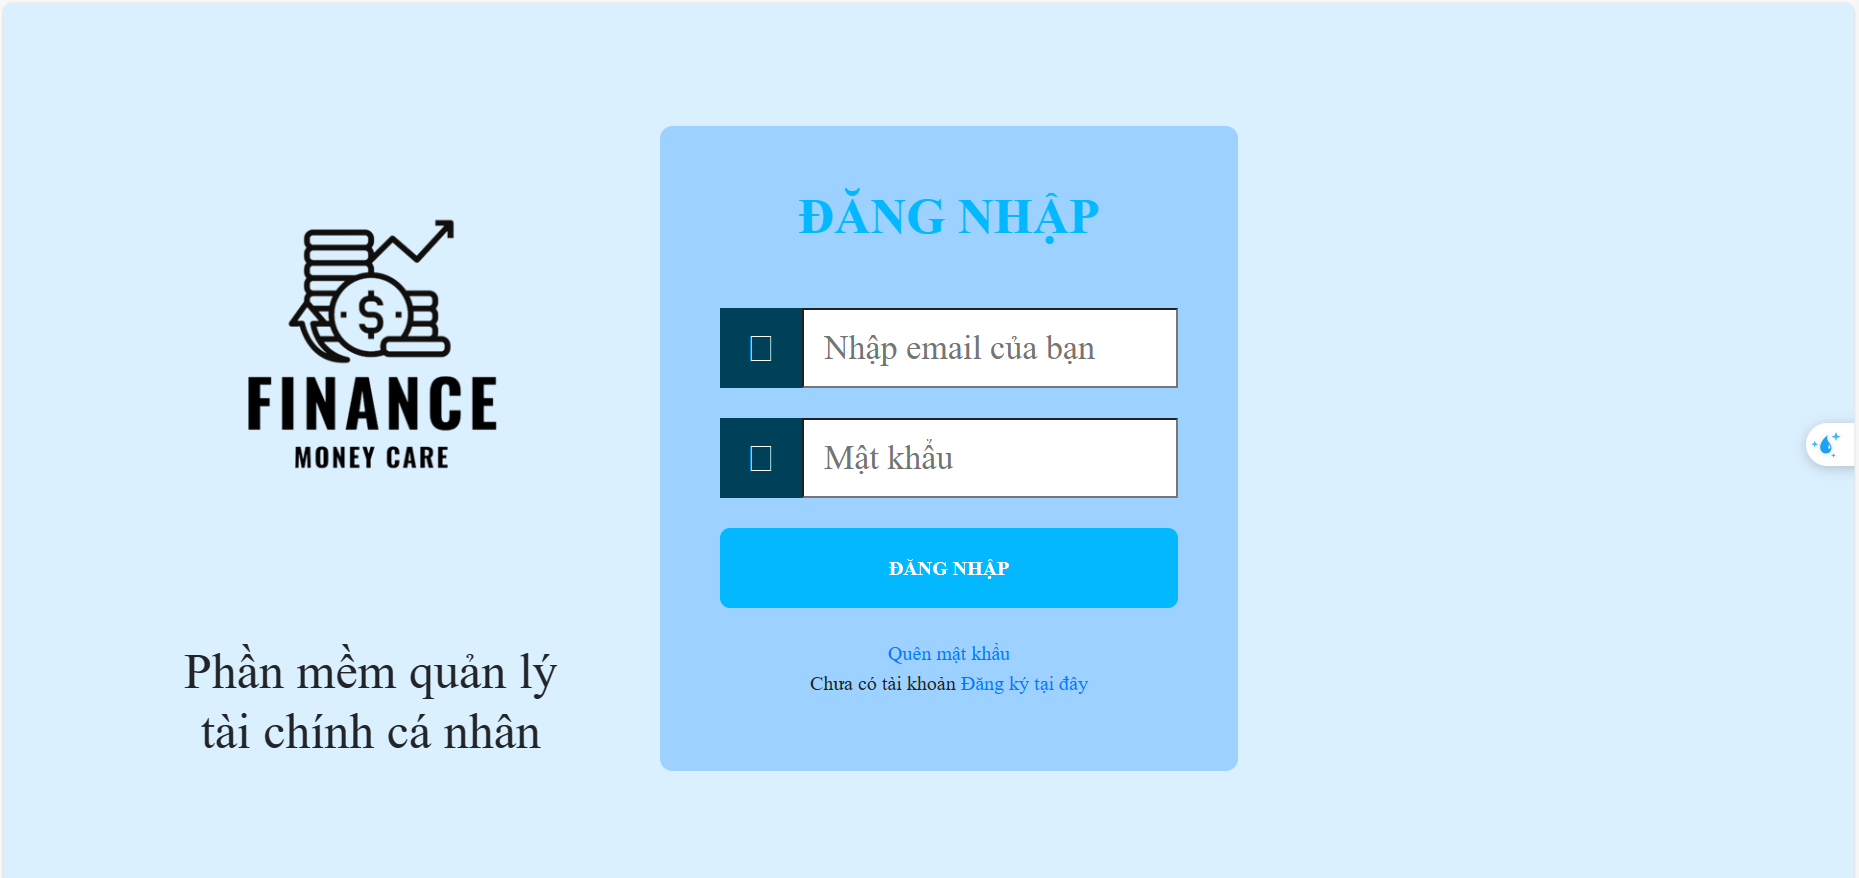 $
FINANCE
MONEY CARE
Phần mềm quản lý
tài chính cá nhân
ĐĂNG NHẬP
Nhập email của bạn
Mật khẩu
ĐĂNG NHẬP
Quên mật khẩu
Chưa có tài khoản Đăng ký tại đây